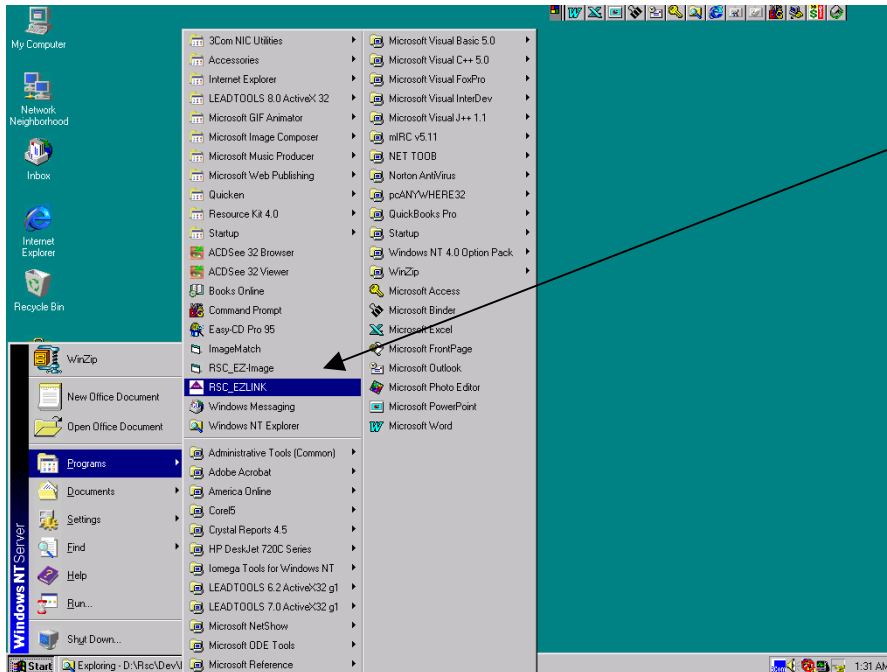 My Computer
Network
Neighborhood
Inbox
Internet
Explorer
Recycle Bin
WinZip
New Office Document
Open Office Document
Programs
Documents
Settings
Find
Help
Run...
Shut Down...
Windows NT Server
3Com NIC Utilities
Accessories
Internet Explorer
LEADTOOLS 8.0 ActiveX 32
Microsoft GIF Animator
Microsoft Image Composer
Microsoft Music Producer
Microsoft Web Publishing
Quicken
Resource Kit 4.0
Startup
ACDSee 32 Browser
ACDSee 32 Viewer
Books Online
Command Prompt
Easy-CD Pro 95
ImageMatch
RSC_EZ-Image
RSC_EZLINK
Windows Messaging
Windows NT Explorer
Administrative Tools (Common)
Adobe Acrobat
America Online
Corel5
Crystal Reports 4.5
HP DeskJet 720C Series
Iomega Tools for Windows NT
LEADTOOLS 6.2 ActiveX32 g1
LEADTOOLS 7.0 ActiveX32 g1
Microsoft NetShow
Microsoft ODE Tools
Microsoft Reference
Microsoft Visual Basic 5.0
Microsoft Visual C++ 5.0
Microsoft Visual FoxPro
Microsoft Visual InterDev
Microsoft Visual J++ 1.1
mIRC v5.11
NET TOOB
Norton AntiVirus
pcANYWHERE32
QuickBooks Pro
Startup
Windows NT 4.0 Option Pack
WinZip
Microsoft Access
Microsoft Binder
Microsoft Excel
Microsoft FrontPage
Microsoft Outlook
Microsoft Photo Editor
Microsoft PowerPoint
Microsoft Word
Start
Exploring - D:\Rsc\Dev\
1:31 AM